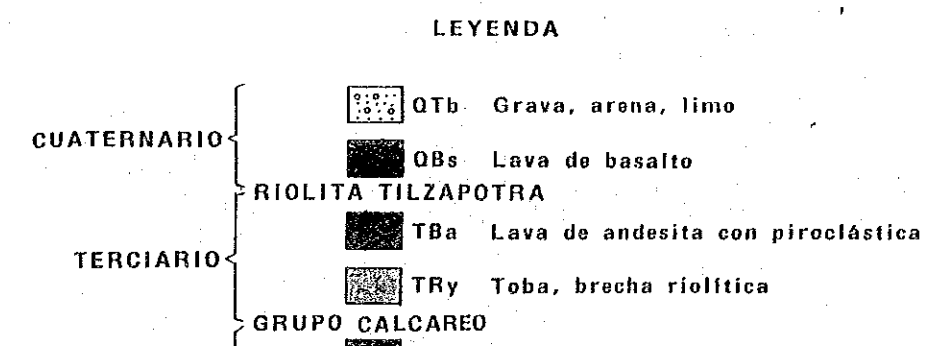 LEYENDA
QTb Grava, arena, limo
CUATERNARIO
QBs Lava de basalto
RIOLITA TILZAPOTRA
TBa Lava de andesita con piroclástica
TERCIARIO
TRy Toba, brecha riolítica
GRUPO CALCAREO